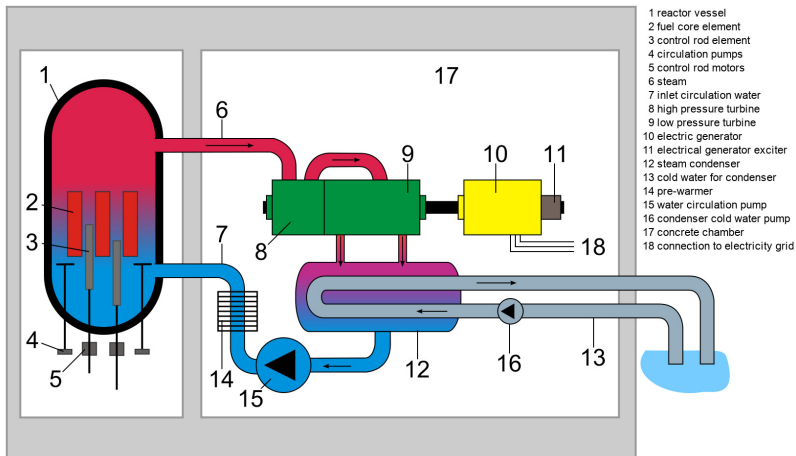 1 reactor vessel
2 fuel core element
3 control rod element
4 circulation pumps
5 control rod motors
6 steam
7 inlet circulation water
8 high pressure turbine
9 low pressure turbine
10 electric generator
11 electrical generator exciter
12 steam condenser
13 cold water for condenser
14 pre-warmer
15 water circulation pump
16 condenser cold water pump
17 concrete chamber
18 connection to electricity grid
1
17
6
9
10
11
2
3
7
8
18
4
5
14
15
12
16
13